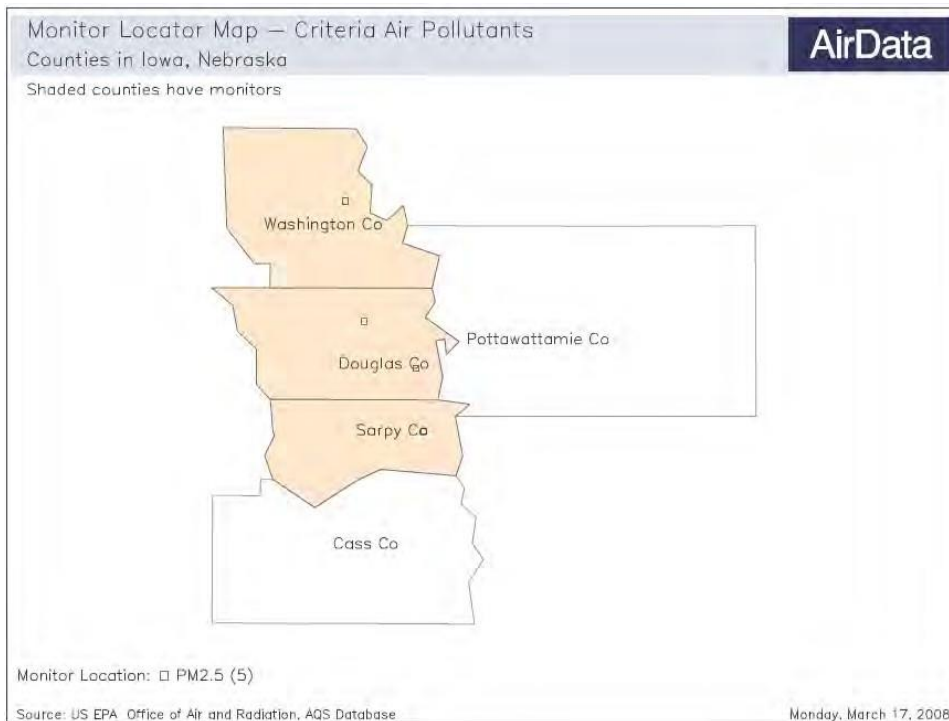 Monitor Locator Map – Criteria Air Pollutants
Counties in Iowa, Nebraska
AirData
Shaded counties have monitors
Washington Co
Pottawattamie Co
Douglas Co
Sarpy Co
Cass Co
Monitor Location: □ PM2.5 (5)
Source: US EPA Office of Air and Radiation, AQS Database
Monday, March 17, 2008